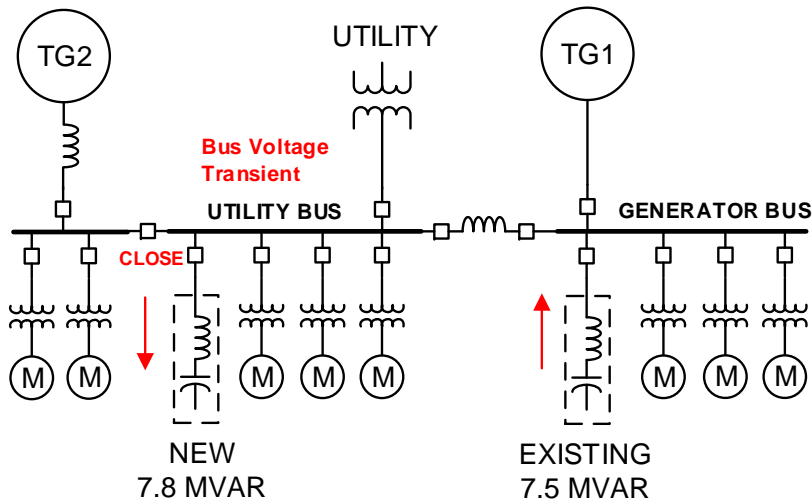 UTILITY
TG2
TG1
Bus Voltage
Transient
UTILITY BUS
GENERATOR BUS
CLOSE
M
M
M
M
M
M
M
M
NEW
7.8 MVAR
EXISTING
7.5 MVAR